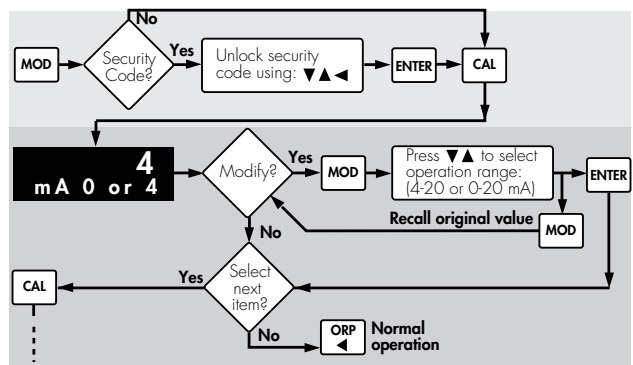 No
MOD
Security
Code?
Yes
Unlock security
code using: ▼▲◄
ENTER
CAL
4
mA 0 or 4
Modify?
Yes
MOD
Press ▼▲ to select
operation range:
(4-20 or 0-20 mA)
ENTER
Recall original value
MOD
No
CAL
Yes
Select
next
item?
No
ORP
◄
Normal
operation